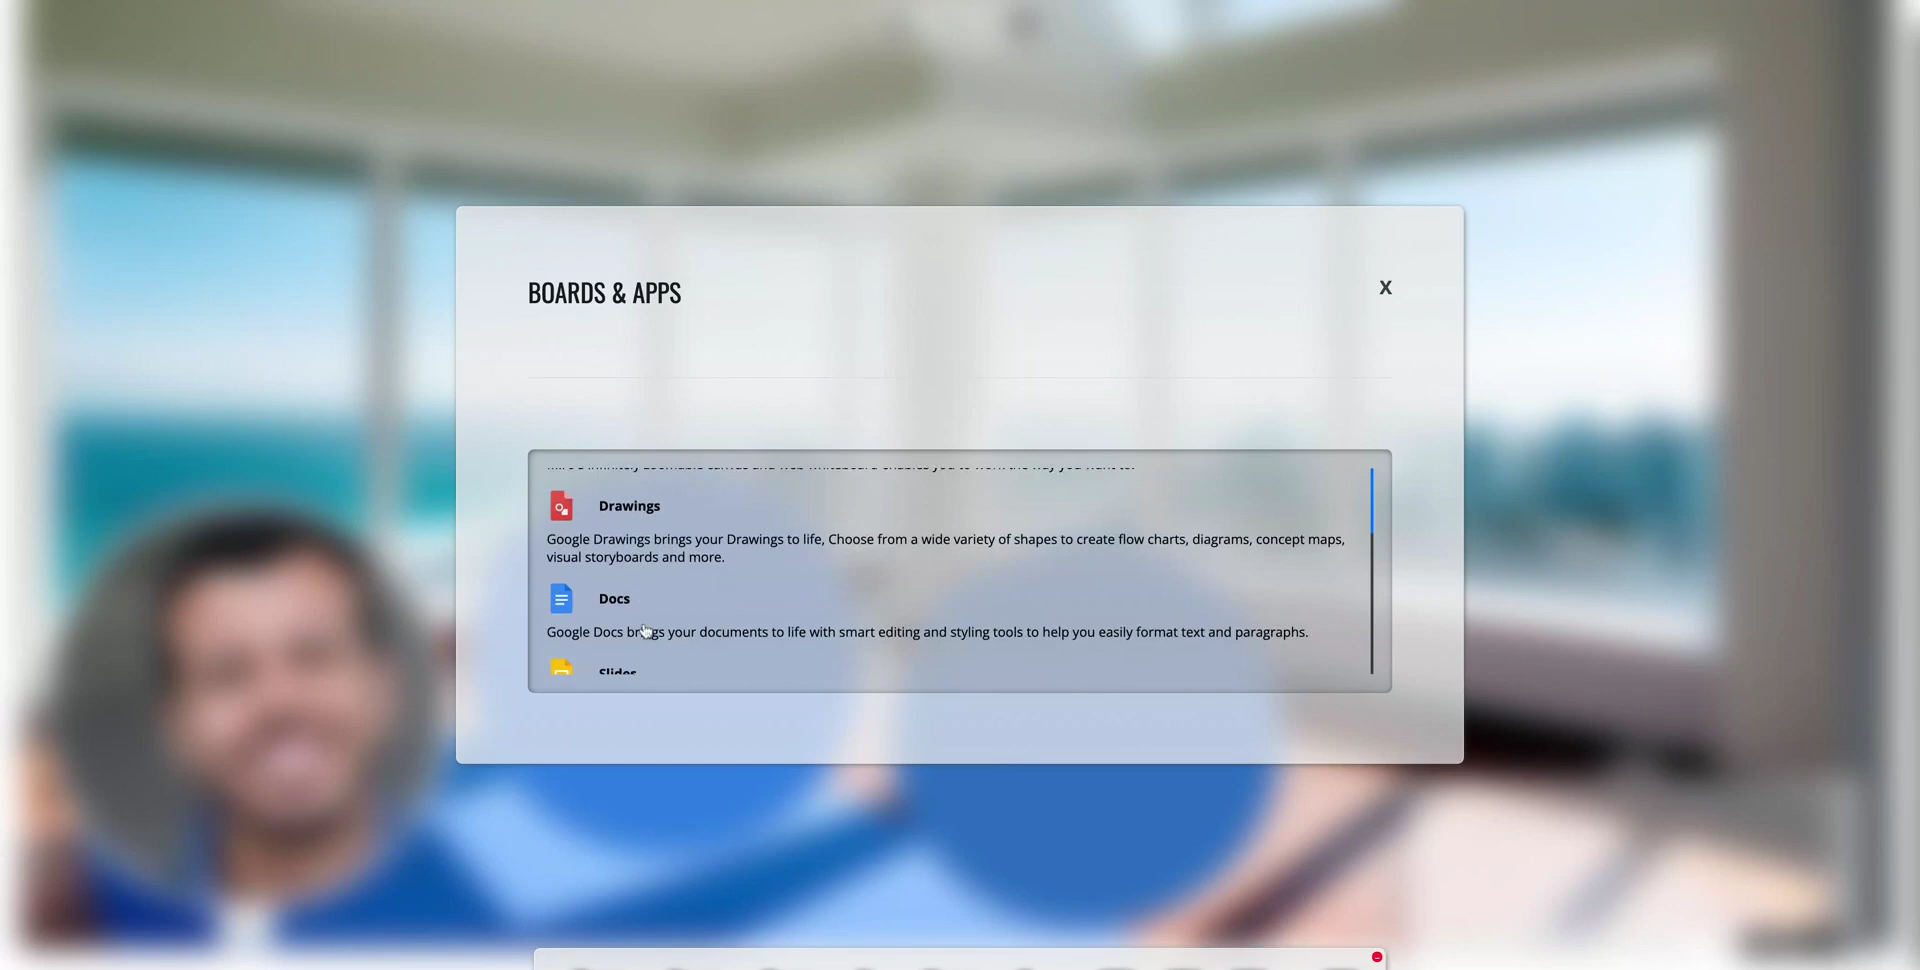 BOARDS & APPS
X
Drawings
Google Drawings brings your Drawings to life, Choose from a wide variety of shapes to create flow charts, diagrams, concept maps,
visual storyboards and more.
Docs
Google Docs brings your documents to life with smart editing and styling tools to help you easily format text and paragraphs.
Slides